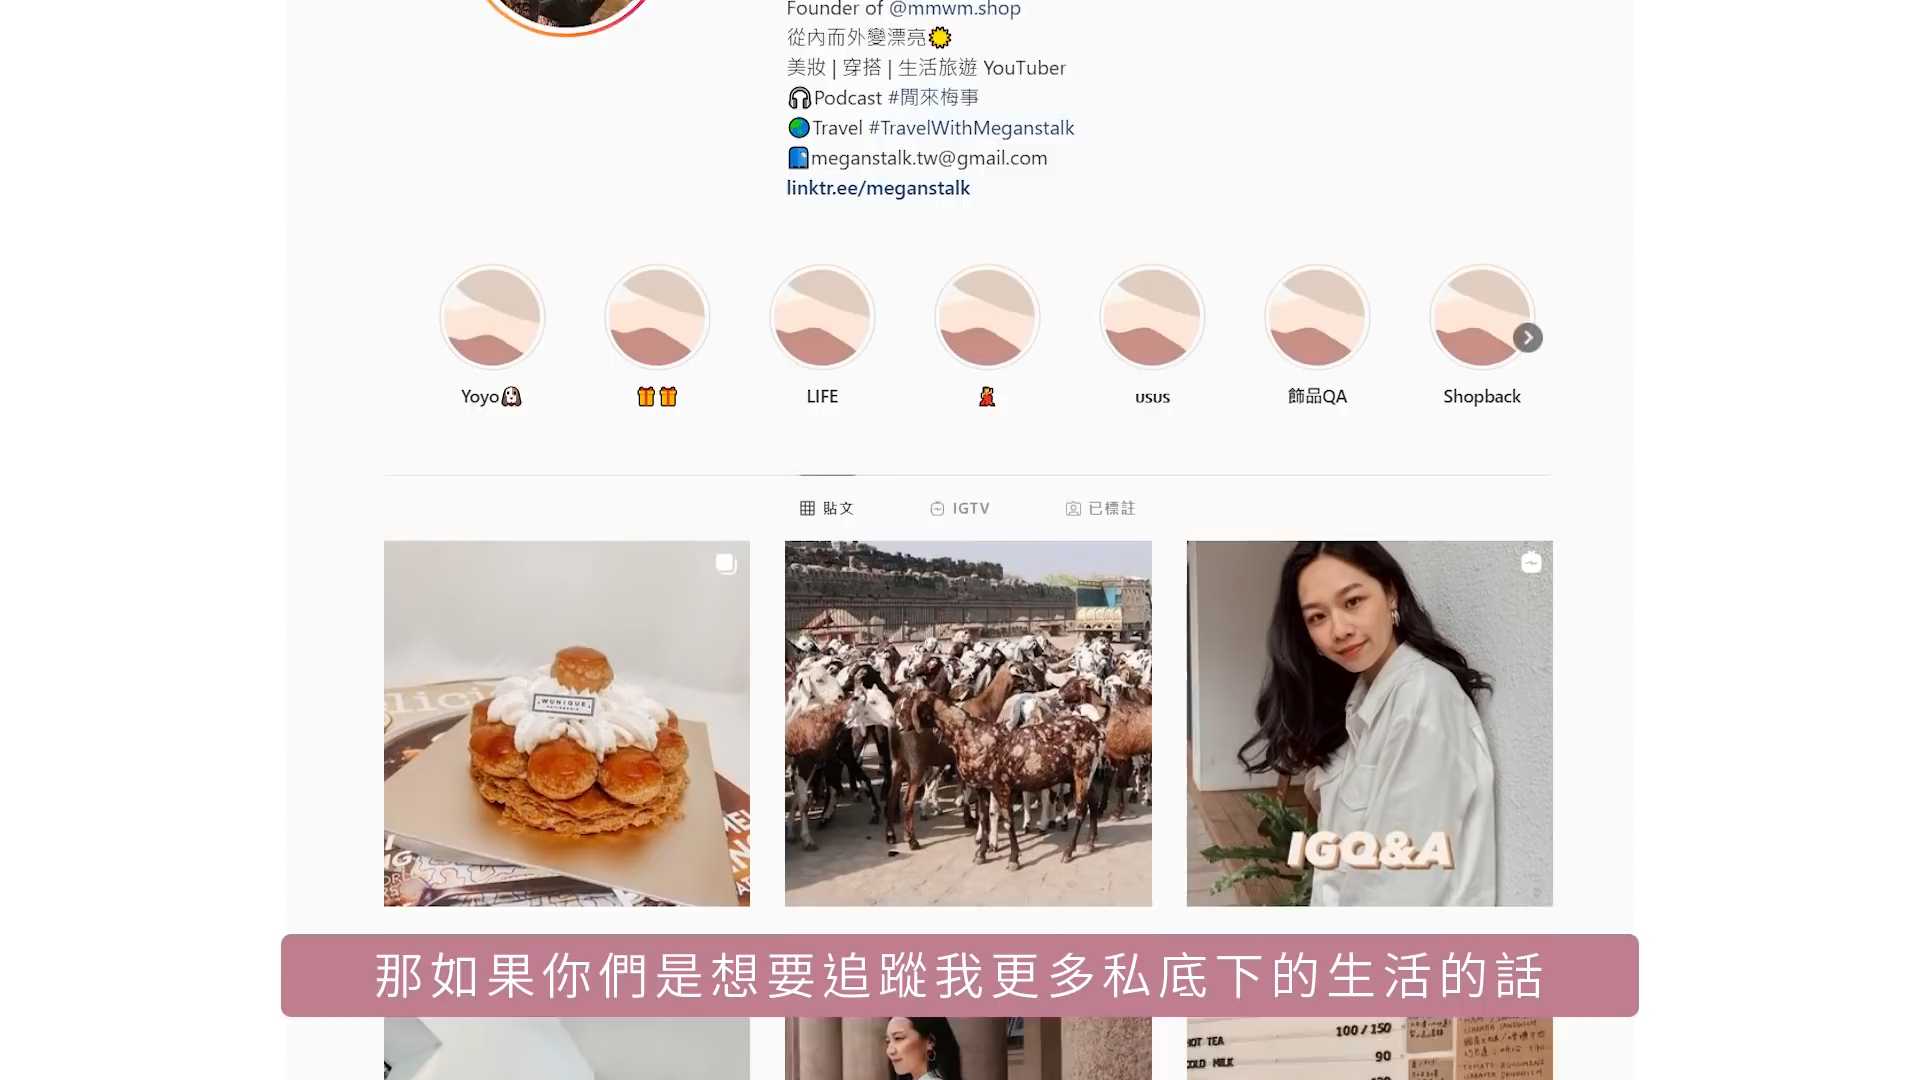 Founder of @mmwm.shop
從內而外變漂亮
美妝 | 穿搭 | 生活旅遊 YouTuber
Podcast #閒來梅事
Travel #TravelWithMeganstalk
meganstalk.tw@gmail.com
linktr.ee/meganstalk
Yoyo
LIFE
usus
飾品QA
Shopback
貼文
IGTV
已標註
WUNIQUE
IGQ&A
那如果你們是想要追蹤我更多私底下的生活的話
HOT TEA
100/150
COLD MILK
90